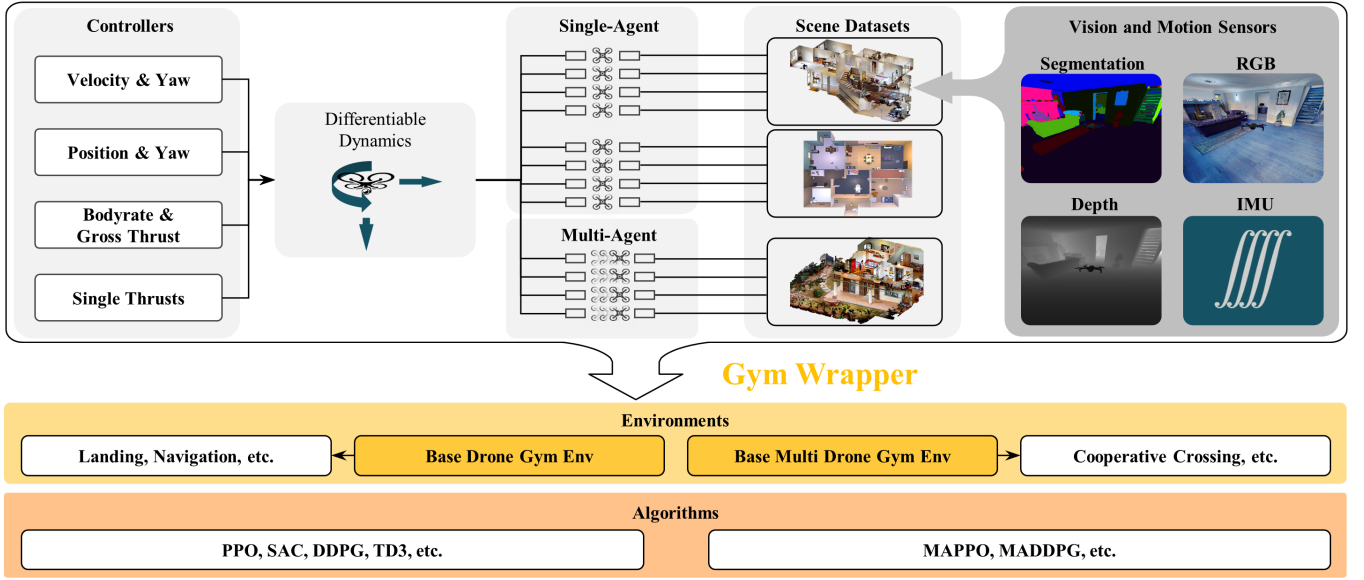 Controllers
Velocity & Yaw
Position & Yaw
Bodyrate &
Gross Thrust
Single Thrusts
Differentiable
Dynamics
Single-Agent
Multi-Agent
Scene Datasets
Vision and Motion Sensors
Segmentation
RGB
Depth
IMU
Gym Wrapper
Environments
Landing, Navigation, etc.
Base Drone Gym Env
Base Multi Drone Gym Env
Cooperative Crossing, etc.
Algorithms
PPO, SAC, DDPG, TD3, etc.
MAPPO, MADDPG, etc.